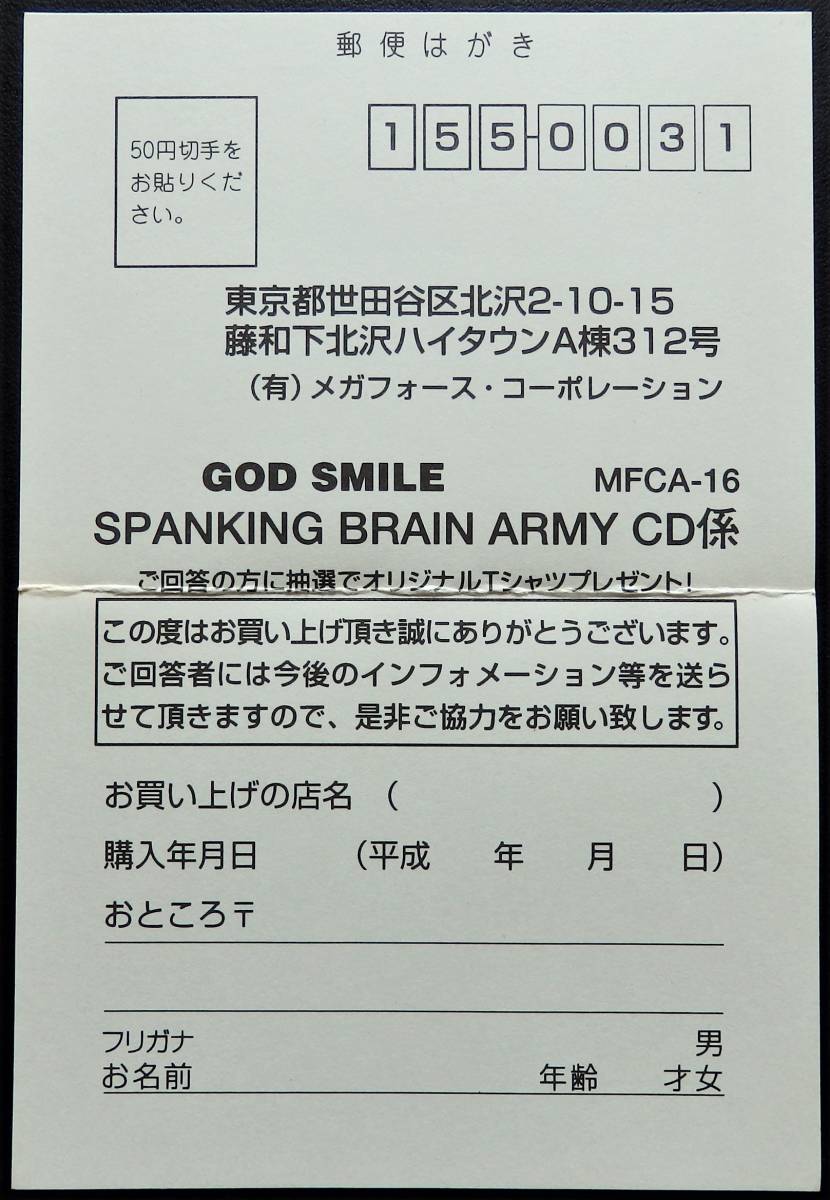 郵便はがき
50円切手を
お貼りくだ
さい。
155-0031
東京都世田谷区北沢2-10-15
藤和下北沢ハイタウンA棟312号
(有)メガフォース・コーポレーション
GOD SMILE MFCA-16
SPANKING BRAIN ARMY CD係
ご回答の方に抽選でオリジナルTシャツプレゼント!
この度はお買い上げ頂き誠にありがとうございます。
ご回答者には今後のインフォメーション等を送ら
せて頂きますので、是非ご協力をお願い致します。
お買い上げの店名 ( )
購入年月日 (平成 年 月 日)
おところ〒
フリガナ 男
お名前 年齢 才女